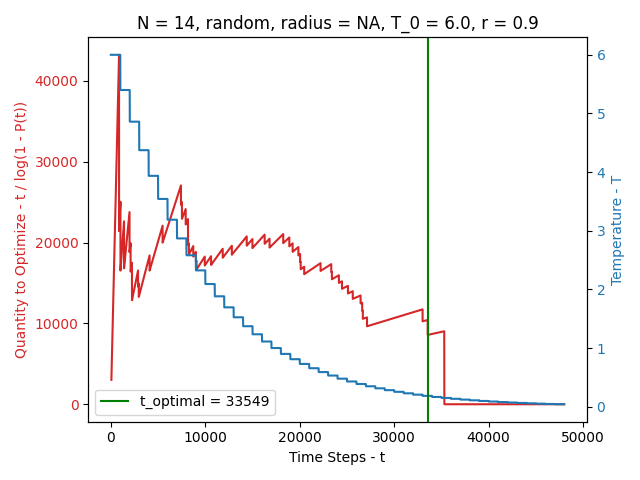 N = 14, random, radius = NA, T_0 = 6.0, r = 0.9
Quantity to Optimize - t / log(1 - P(t))
40000
30000
20000
10000
0
6
5
4
3
2
1
0
Temperature - T
t_optimal = 33549
0 10000 20000 30000 40000 50000
Time Steps - t